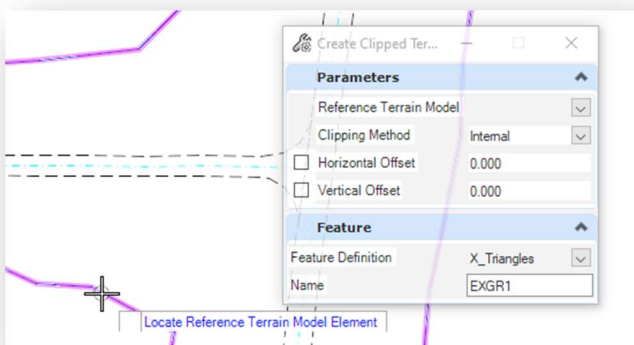 Create Clipped Ter...
Parameters
Reference Terrain Model
Clipping Method Internal
Horizontal Offset 0.000
Vertical Offset 0.000
Feature
Feature Definition X_Triangles
Name EXGR1
Locate Reference Terrain Model Element